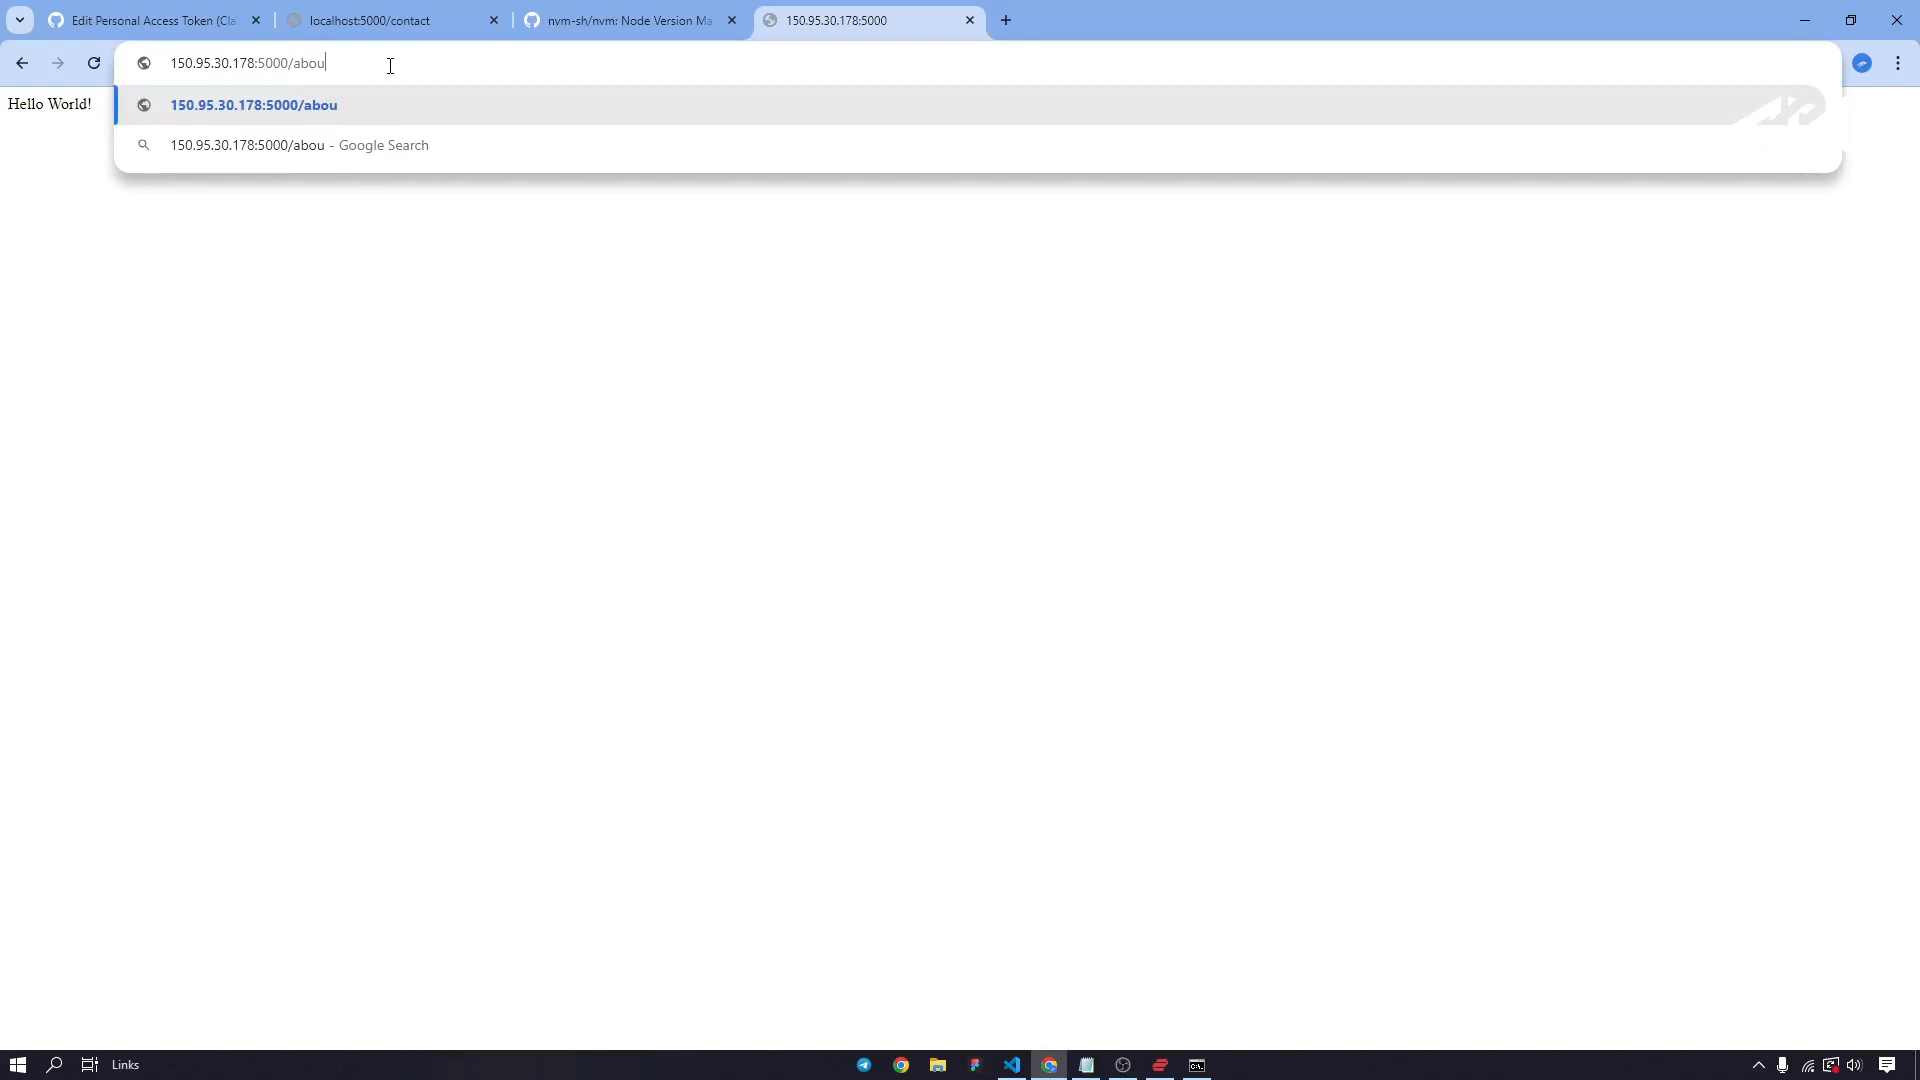 Edit Personal Access Token (Cla
localhost:5000/contact
nvm-sh/nvm: Node Version Ma
150.95.30.178:5000
150.95.30.178:5000/abou
Hello World!
150.95.30.178:5000/abou
150.95.30.178:5000/abou - Google Search
Links